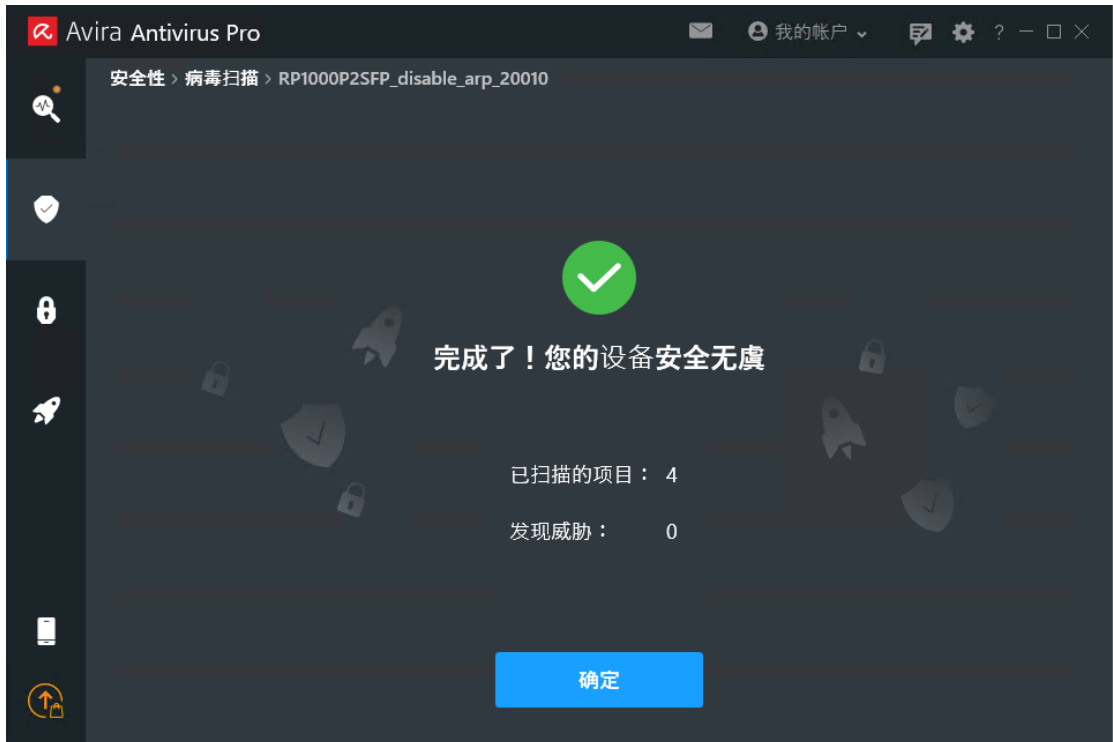 Avira Antivirus Pro
我的帐户
?
安全性 > 病毒扫描 > RP1000P2SFP_disable_arp_20010
完成了！您的设备安全无虞
已扫描的项目： 4
发现威胁： 0
确定